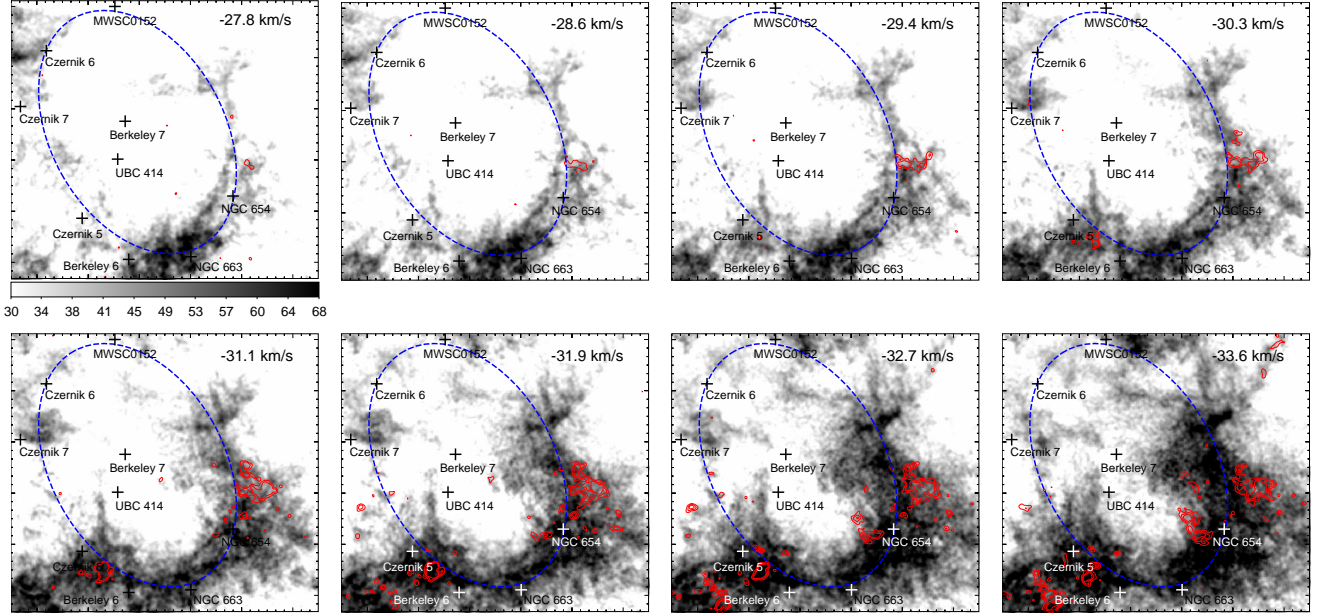 MWSC0152 -27.8 km/s
Czernik 6
Czernik 7
Berkeley 7
UBC 414
NGC 654
Czernik 5
Berkeley 6 NGC 663
MWSC0152 -28.6 km/s
Czernik 6
Czernik 7
Berkeley 7
UBC 414
NGC 654
Czernik 5
Berkeley 6 NGC 663
MWSC0152 -29.4 km/s
Czernik 6
Czernik 7
Berkeley 7
UBC 414
NGC 654
Czernik 5
Berkeley 6 NGC 663
MWSC0152 -30.3 km/s
Czernik 6
Czernik 7
Berkeley 7
UBC 414
NGC 654
Czernik 5
Berkeley 6 NGC 663
30 34 38 41 45 49 53 57 60 64 68
MWSC0152 -31.1 km/s
Czernik 6
Czernik 7
Berkeley 7
UBC 414
NGC 654
Czernik 5
Berkeley 6 NGC 663
MWSC0152 -31.9 km/s
Czernik 6
Czernik 7
Berkeley 7
UBC 414
NGC 654
Czernik 5
Berkeley 6 NGC 663
MWSC0152 -32.7 km/s
Czernik 6
Czernik 7
Berkeley 7
UBC 414
NGC 654
Czernik 5
Berkeley 6 NGC 663
MWSC0152 -33.6 km/s
Czernik 6
Czernik 7
Berkeley 7
UBC 414
NGC 654
Czernik 5
Berkeley 6 NGC 663